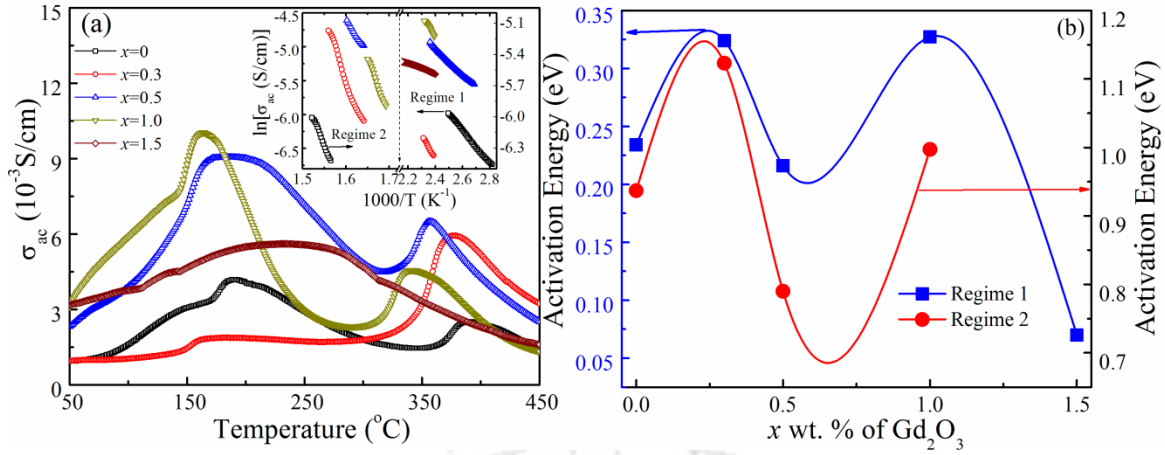 (a)
x=0
x=0.3
x=0.5
x=1.0
x=1.5
σac (10⁻³S/cm)
15
12
9
6
3
0
50 150 250 350 450
Temperature (°C)
ln[σac (S/cm)]
-4.5
-5.0
-5.5
-6.0
-6.5
-5.1
-5.4
-5.7
-6.0
-6.3
Regime 1
Regime 2
1.5 1.6 1.7 2.2 2.4 2.6 2.8
1000/T (K⁻¹)
(b)
Activation Energy (eV)
0.35
0.30
0.25
0.20
0.15
0.10
0.05
Regime 1
Regime 2
0.0 0.5 1.0 1.5
x wt. % of Gd₂O₃
1.2
1.1
1.0
0.9
0.8
0.7
Activation Energy (eV)